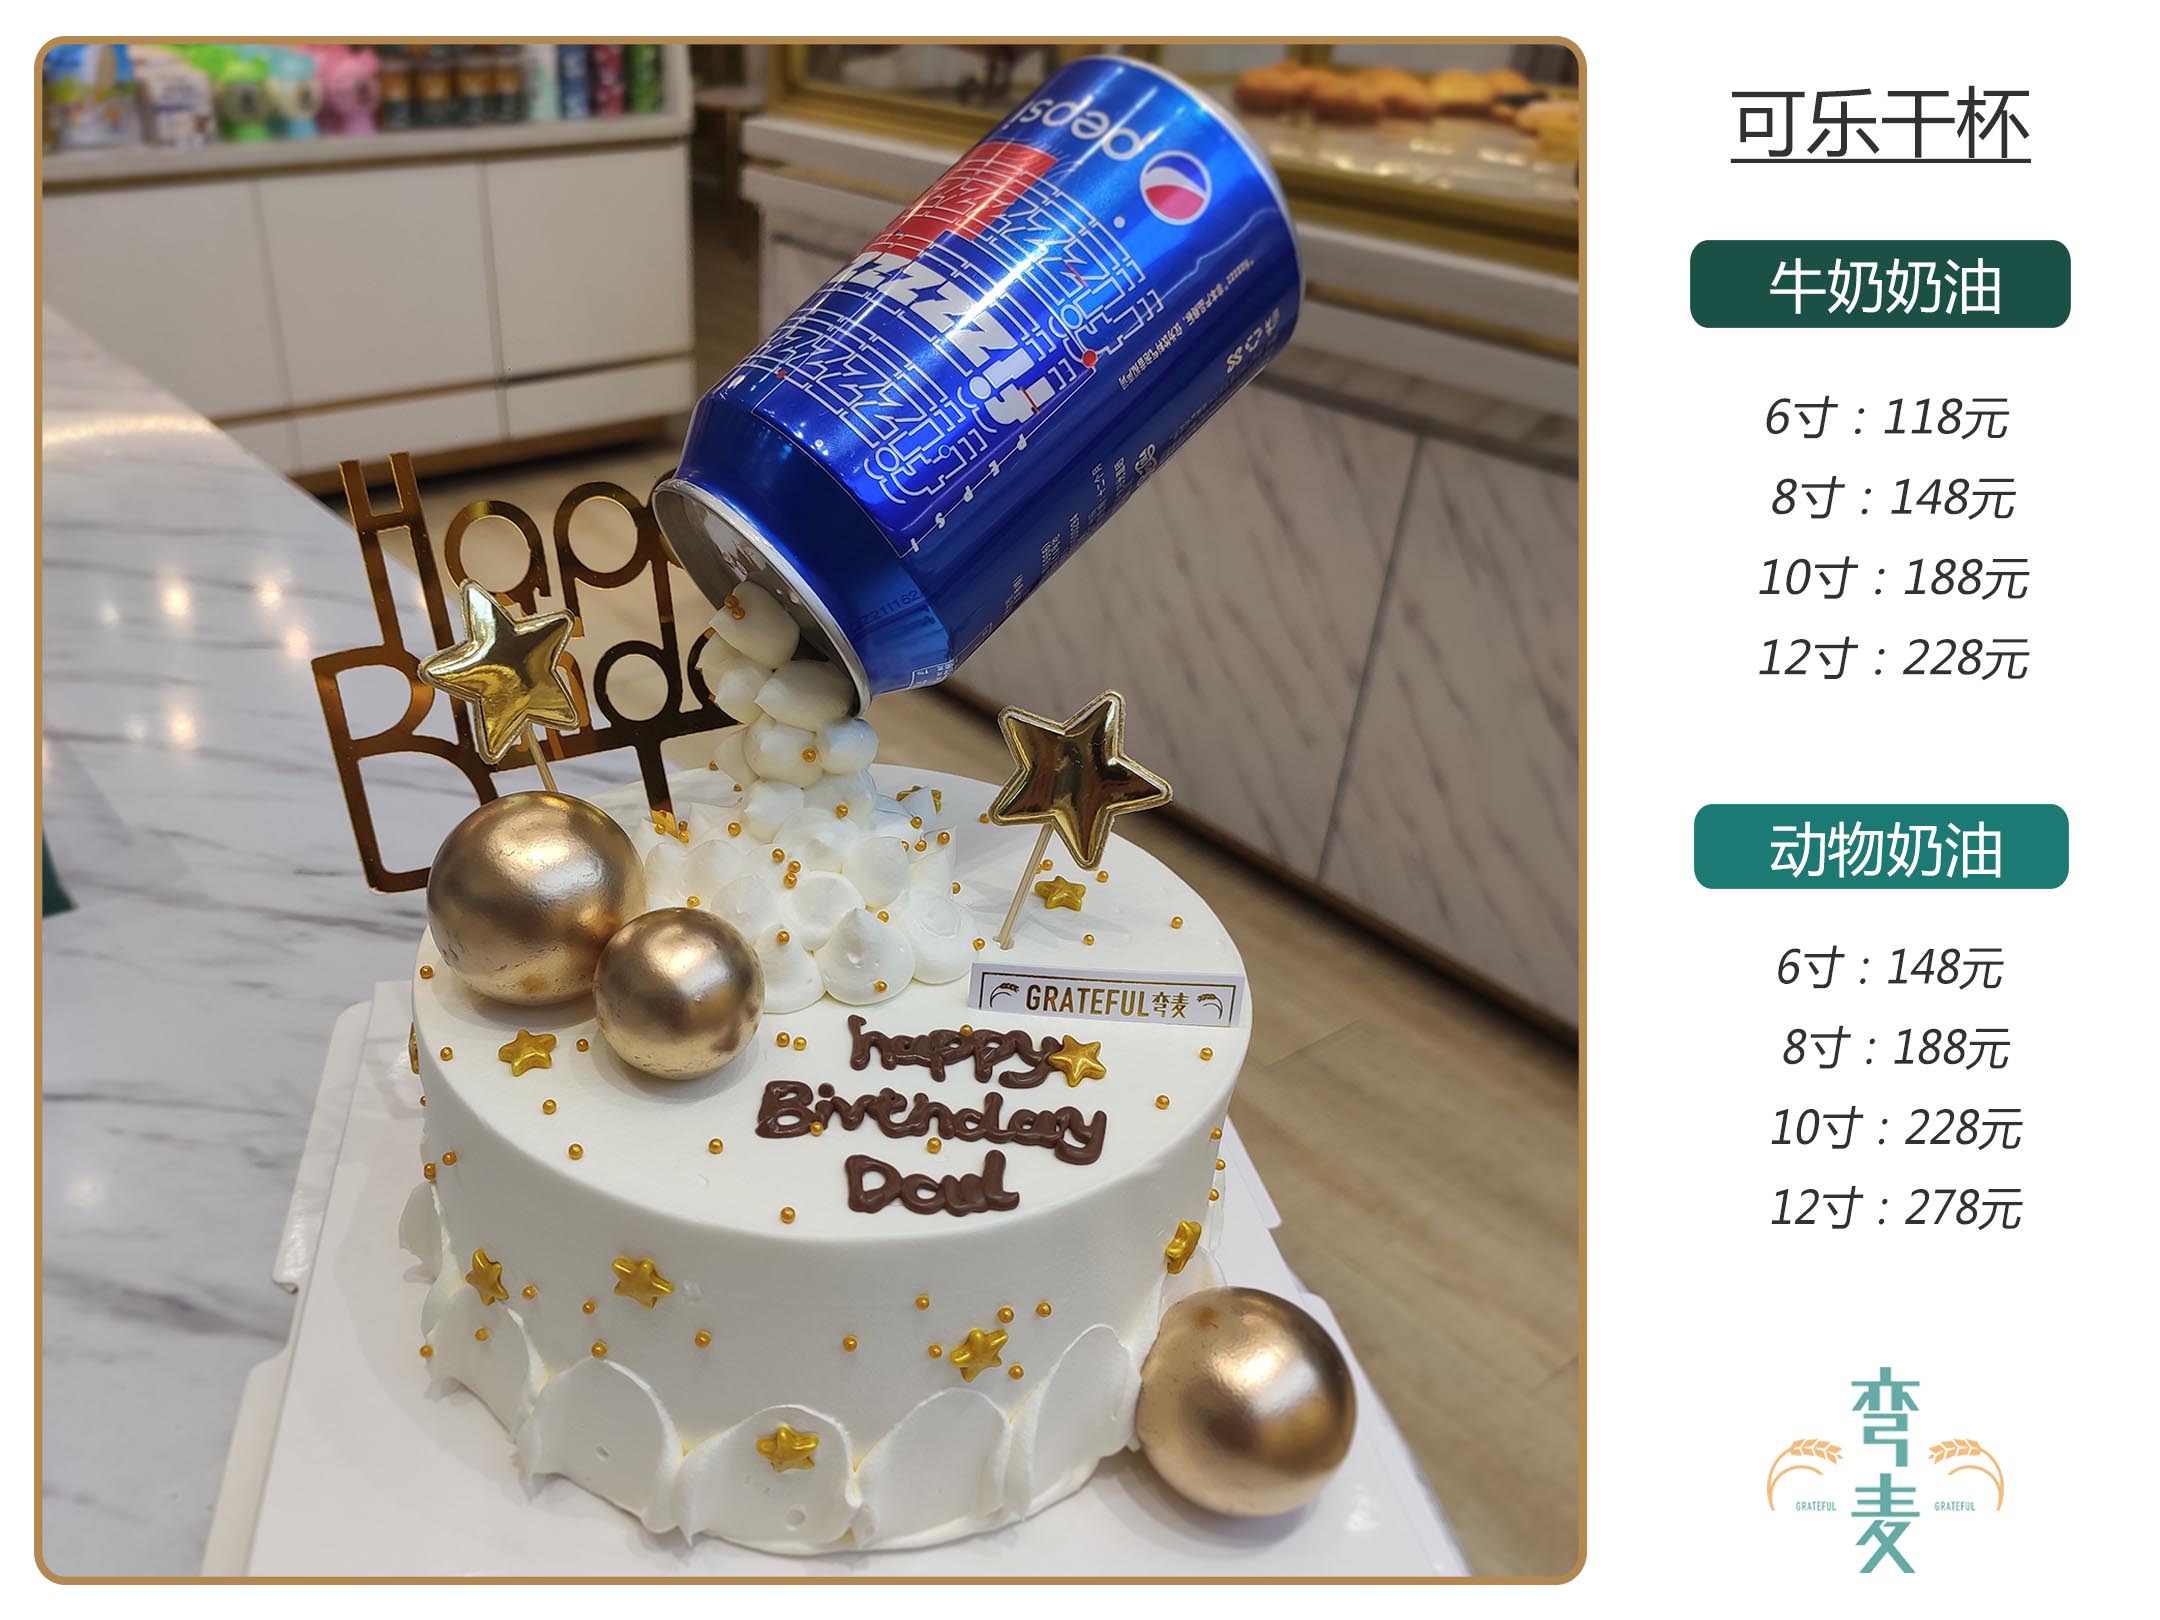 可乐干杯
牛奶奶油
6寸：118元
8寸：148元
10寸：188元
12寸：228元
动物奶油
6寸：148元
8寸：188元
10寸：228元
12寸：278元
弯麦
GRATEFUL GRATEFUL
pepsi
PEPSI
Happy
Birthday
GRATEFUL弯麦
happy
Birthday
Daul